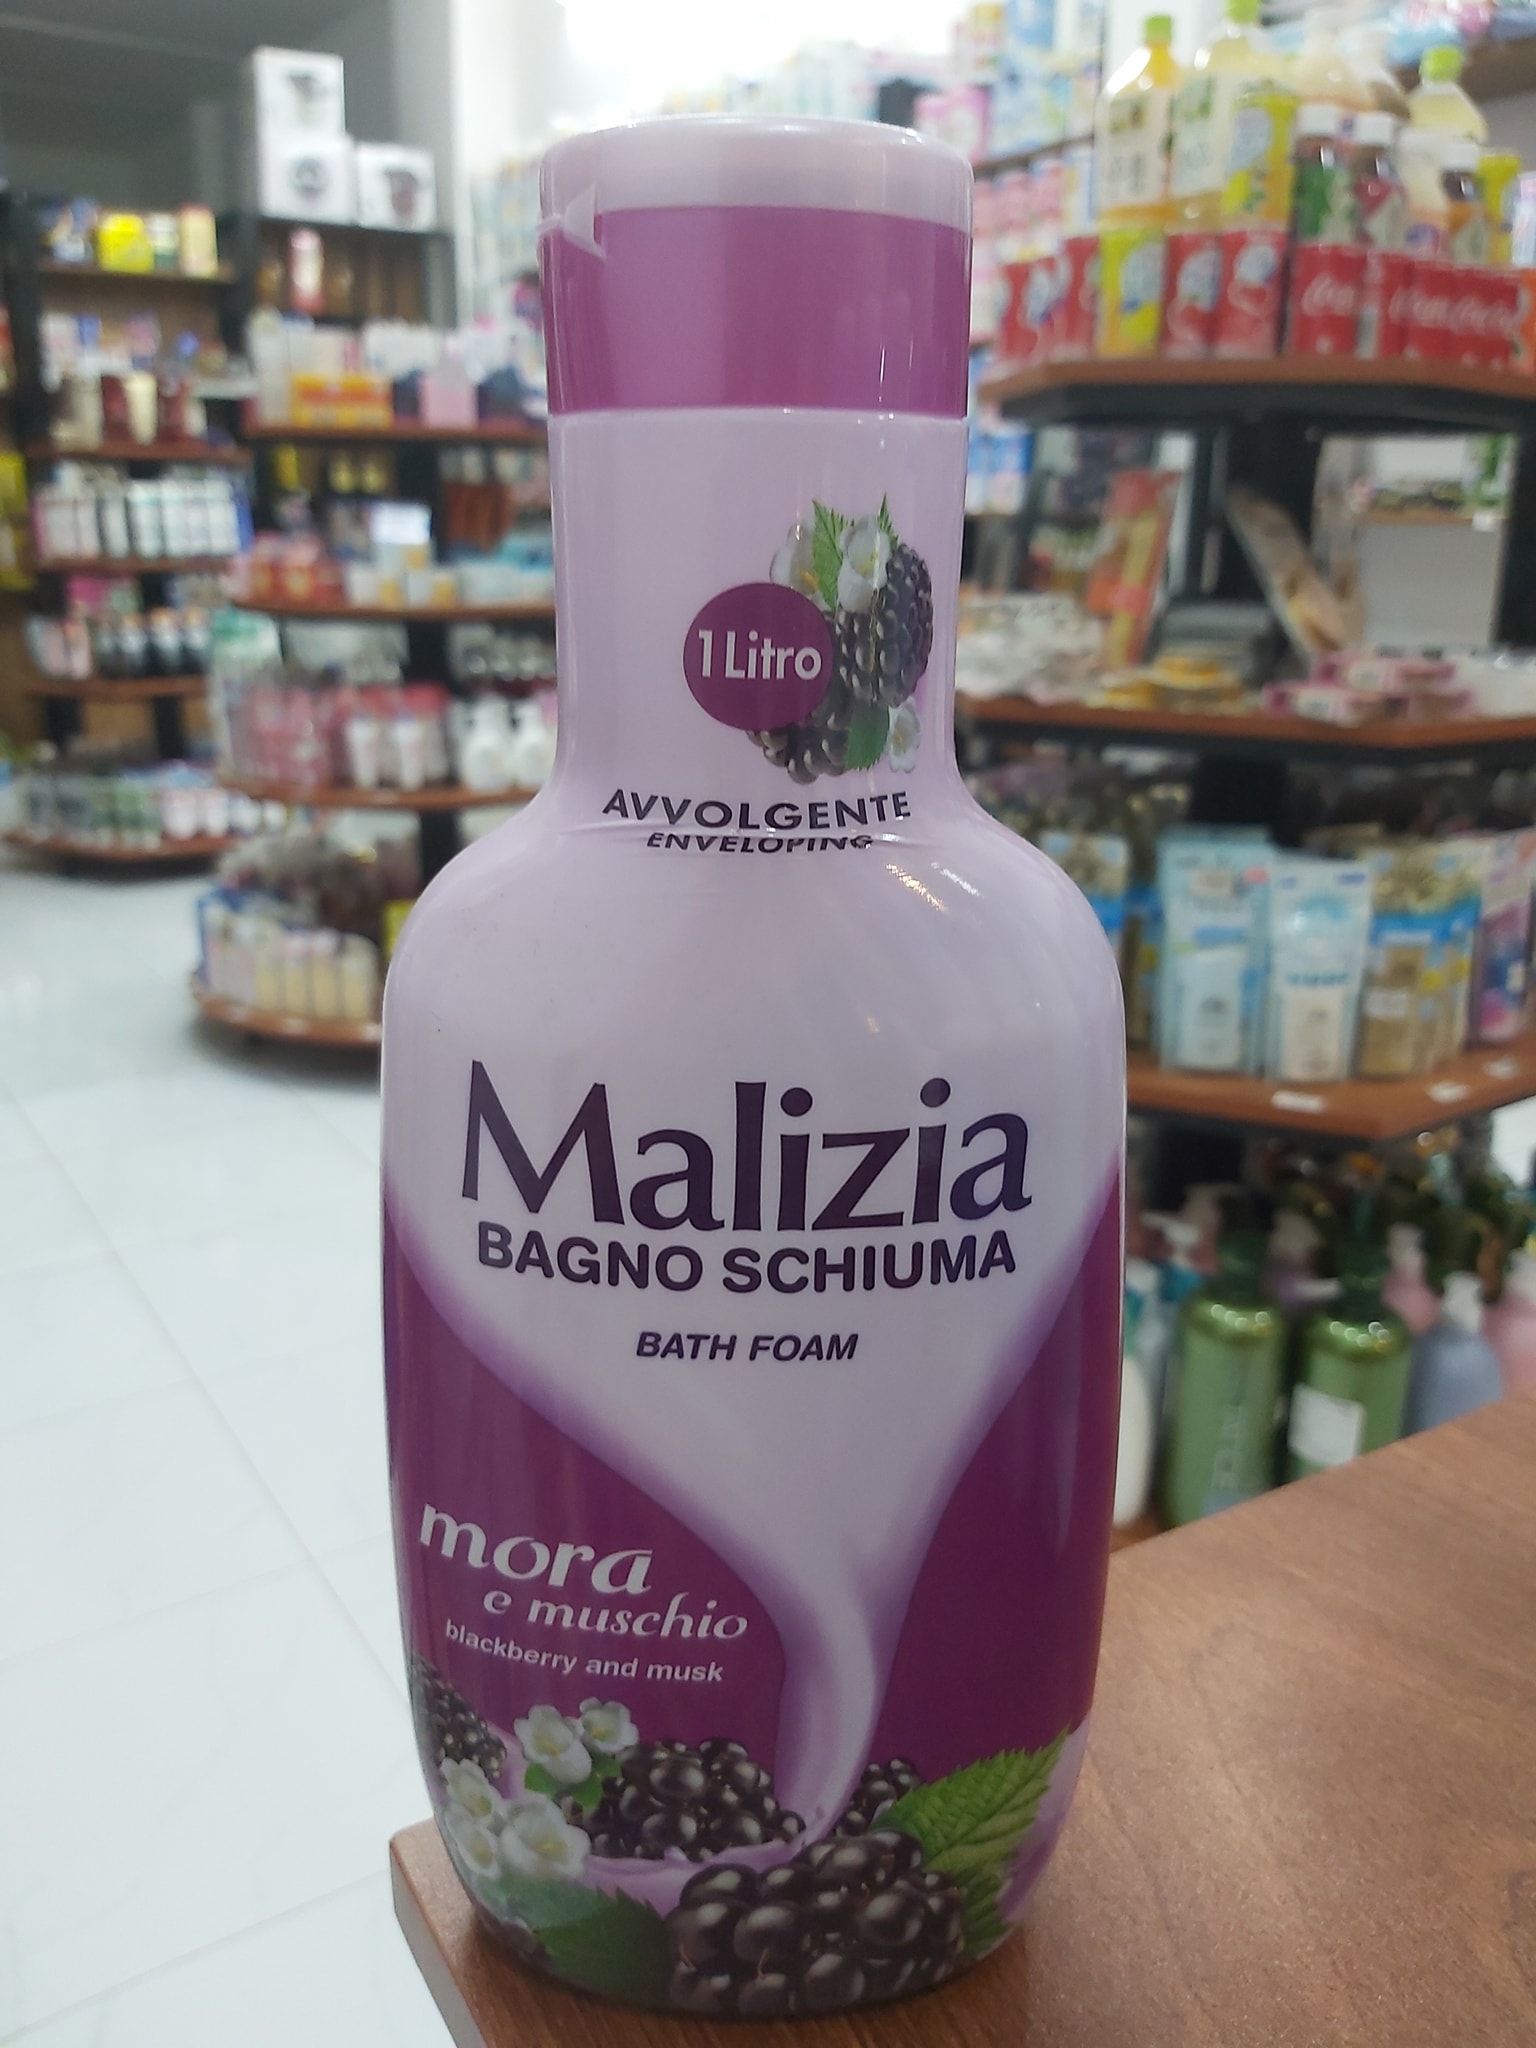 1 Litro
AVVOLGENTE
ENVELOPING
Malizia
BAGNO SCHIUMA
BATH FOAM
mora
e muschio
blackberry and musk